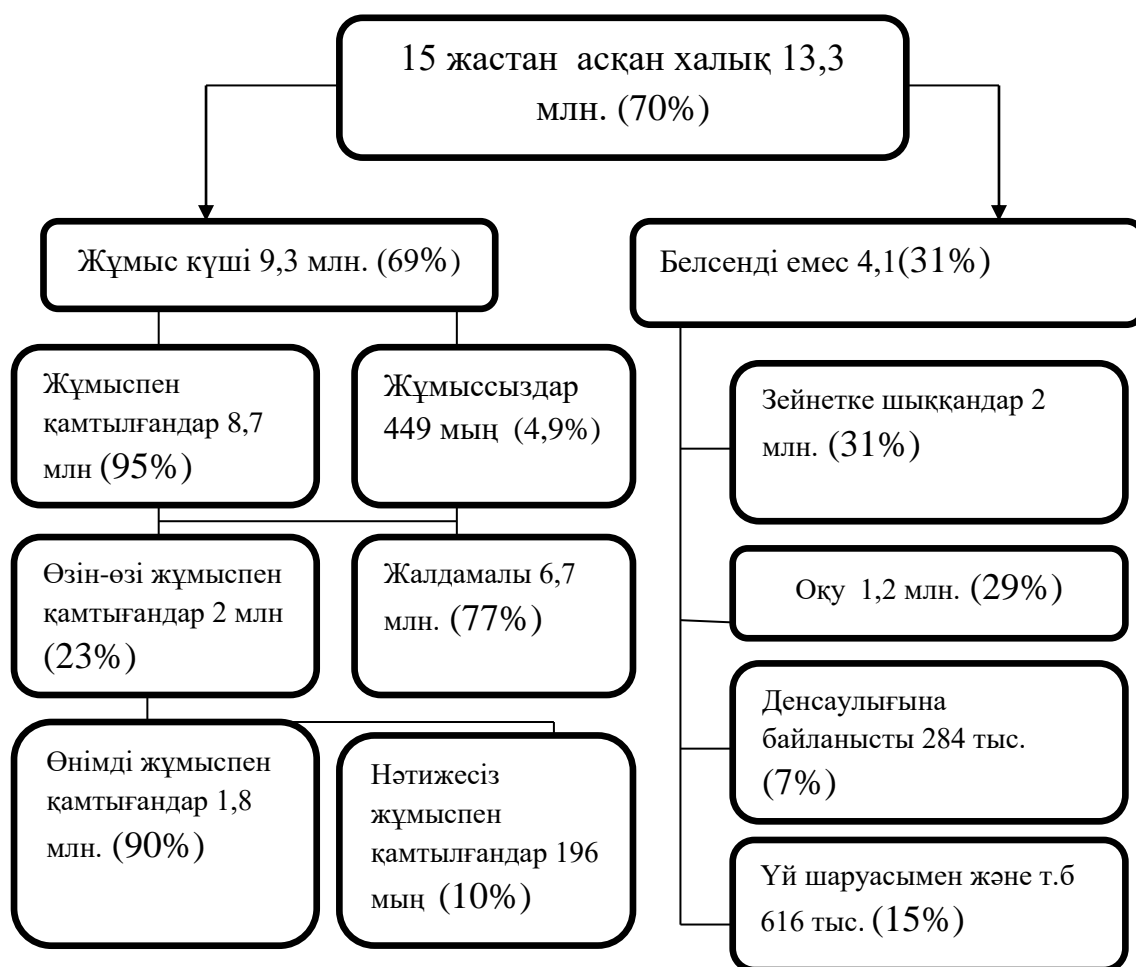 15 жастан асқан халық 13,3
млн. (70%)
Жұмыс күші 9,3 млн. (69%)
Белсенді емес 4,1(31%)
Жұмыспен
қамтылғандар 8,7
млн (95%)
Жұмыссыздар
449 мың (4,9%)
Өзін-өзі жұмыспен
қамтығандар 2 млн
(23%)
Жалдамалы 6,7
млн. (77%)
Өнімді жұмыспен
қамтығандар 1,8
млн. (90%)
Нәтижесіз
жұмыспен
қамтылғандар 196
мың (10%)
Зейнетке шыққандар 2
млн. (31%)
Оқу 1,2 млн. (29%)
Денсаулығына
байланысты 284 тыс.
(7%)
Үй шаруасымен және т.б
616 тыс. (15%)